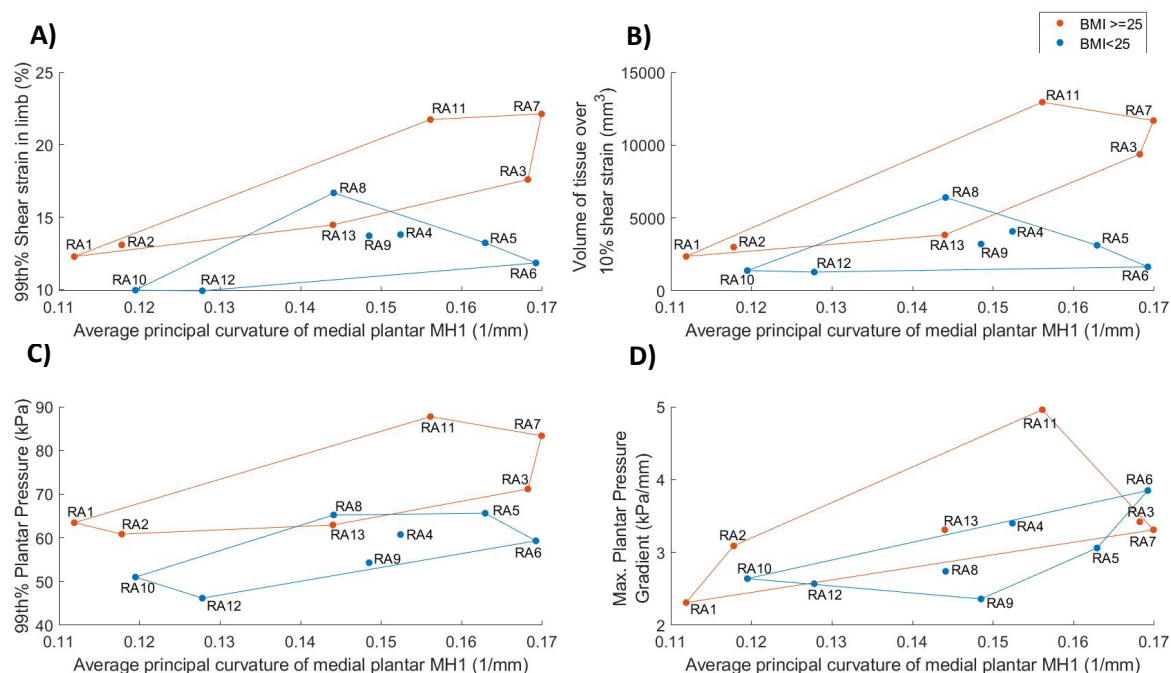 A)
B)
BMI >=25
BMI<25
99th% Shear strain in limb (%)
25
20
15
10
RA11
RA7
RA3
RA8
RA1
RA2
RA13
RA9
RA4
RA5
RA10
RA12
RA6
0.11 0.12 0.13 0.14 0.15 0.16 0.17
Average principal curvature of medial plantar MH1 (1/mm)
Volume of tissue over
10% shear strain (mm3)
15000
10000
5000
0
RA11
RA7
RA3
RA8
RA1
RA2
RA13
RA4
RA9
RA5
RA10
RA12
RA6
0.11 0.12 0.13 0.14 0.15 0.16 0.17
Average principal curvature of medial plantar MH1 (1/mm)
C)
D)
99th% Plantar Pressure (kPa)
90
80
70
60
50
40
RA11
RA7
RA3
RA1
RA2
RA8
RA13
RA5
RA4
RA9
RA6
RA10
RA12
0.11 0.12 0.13 0.14 0.15 0.16 0.17
Average principal curvature of medial plantar MH1 (1/mm)
Max. Plantar Pressure
Gradient (kPa/mm)
5
4
3
2
RA11
RA6
RA2
RA13
RA4
RA3
RA7
RA10
RA5
RA12
RA8
RA9
RA1
0.11 0.12 0.13 0.14 0.15 0.16 0.17
Average principal curvature of medial plantar MH1 (1/mm)